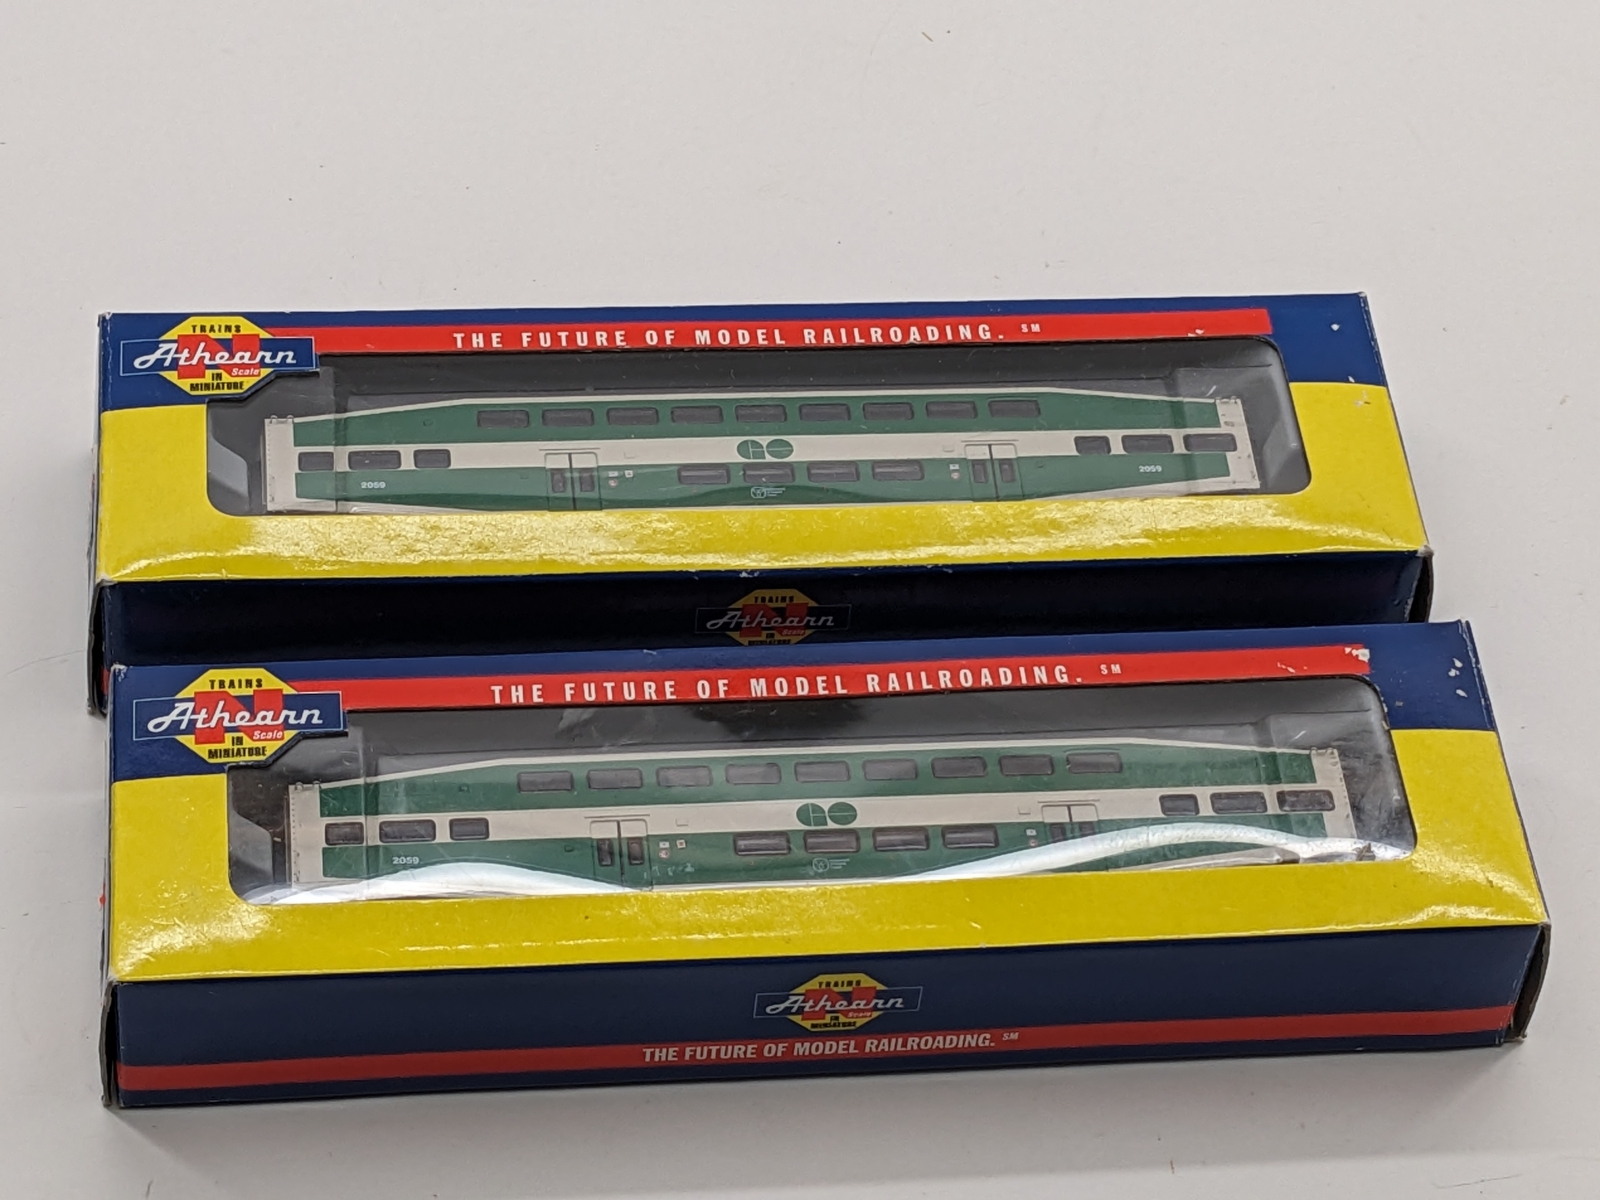 TRAINS
N
Athearn
Scale
IN
MINIATURE
THE FUTURE OF MODEL RAILROADING. SM
GO
2059
2059
TRAINS
N
Athearn
Scale
IN
MINIATURE
TRAINS
N
Athearn
Scale
IN
MINIATURE
THE FUTURE OF MODEL RAILROADING. SM
GO
2059
TRAINS
N
Athearn
Scale
IN
MINIATURE
THE FUTURE OF MODEL RAILROADING. SM